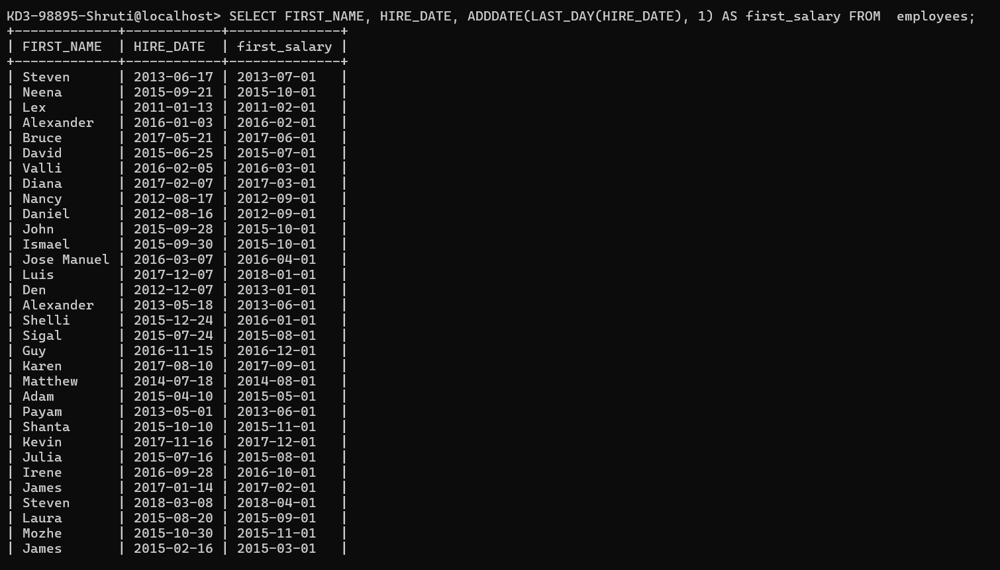 KD3-98895-Shruti@localhost> SELECT FIRST_NAME, HIRE_DATE, ADDDATE(LAST_DAY(HIRE_DATE), 1) AS first_salary FROM  employees;
+-------------+------------+--------------+
| FIRST_NAME  | HIRE_DATE  | first_salary |
+-------------+------------+--------------+
| Steven      | 2013-06-17 | 2013-07-01   |
| Neena       | 2015-09-21 | 2015-10-01   |
| Lex         | 2011-01-13 | 2011-02-01   |
| Alexander   | 2016-01-03 | 2016-02-01   |
| Bruce       | 2017-05-21 | 2017-06-01   |
| David       | 2015-06-25 | 2015-07-01   |
| Valli       | 2016-02-05 | 2016-03-01   |
| Diana       | 2017-02-07 | 2017-03-01   |
| Nancy       | 2012-08-17 | 2012-09-01   |
| Daniel      | 2012-08-16 | 2012-09-01   |
| John        | 2015-09-28 | 2015-10-01   |
| Ismael      | 2015-09-30 | 2015-10-01   |
| Jose Manuel | 2016-03-07 | 2016-04-01   |
| Luis        | 2017-12-07 | 2018-01-01   |
| Den         | 2012-12-07 | 2013-01-01   |
| Alexander   | 2013-05-18 | 2013-06-01   |
| Shelli      | 2015-12-24 | 2016-01-01   |
| Sigal       | 2015-07-24 | 2015-08-01   |
| Guy         | 2016-11-15 | 2016-12-01   |
| Karen       | 2017-08-10 | 2017-09-01   |
| Matthew     | 2014-07-18 | 2014-08-01   |
| Adam        | 2015-04-10 | 2015-05-01   |
| Payam       | 2013-05-01 | 2013-06-01   |
| Shanta      | 2015-10-10 | 2015-11-01   |
| Kevin       | 2017-11-16 | 2017-12-01   |
| Julia       | 2015-07-16 | 2015-08-01   |
| Irene       | 2016-09-28 | 2016-10-01   |
| James       | 2017-01-14 | 2017-02-01   |
| Steven      | 2018-03-08 | 2018-04-01   |
| Laura       | 2015-08-20 | 2015-09-01   |
| Mozhe       | 2015-10-30 | 2015-11-01   |
| James       | 2015-02-16 | 2015-03-01   |